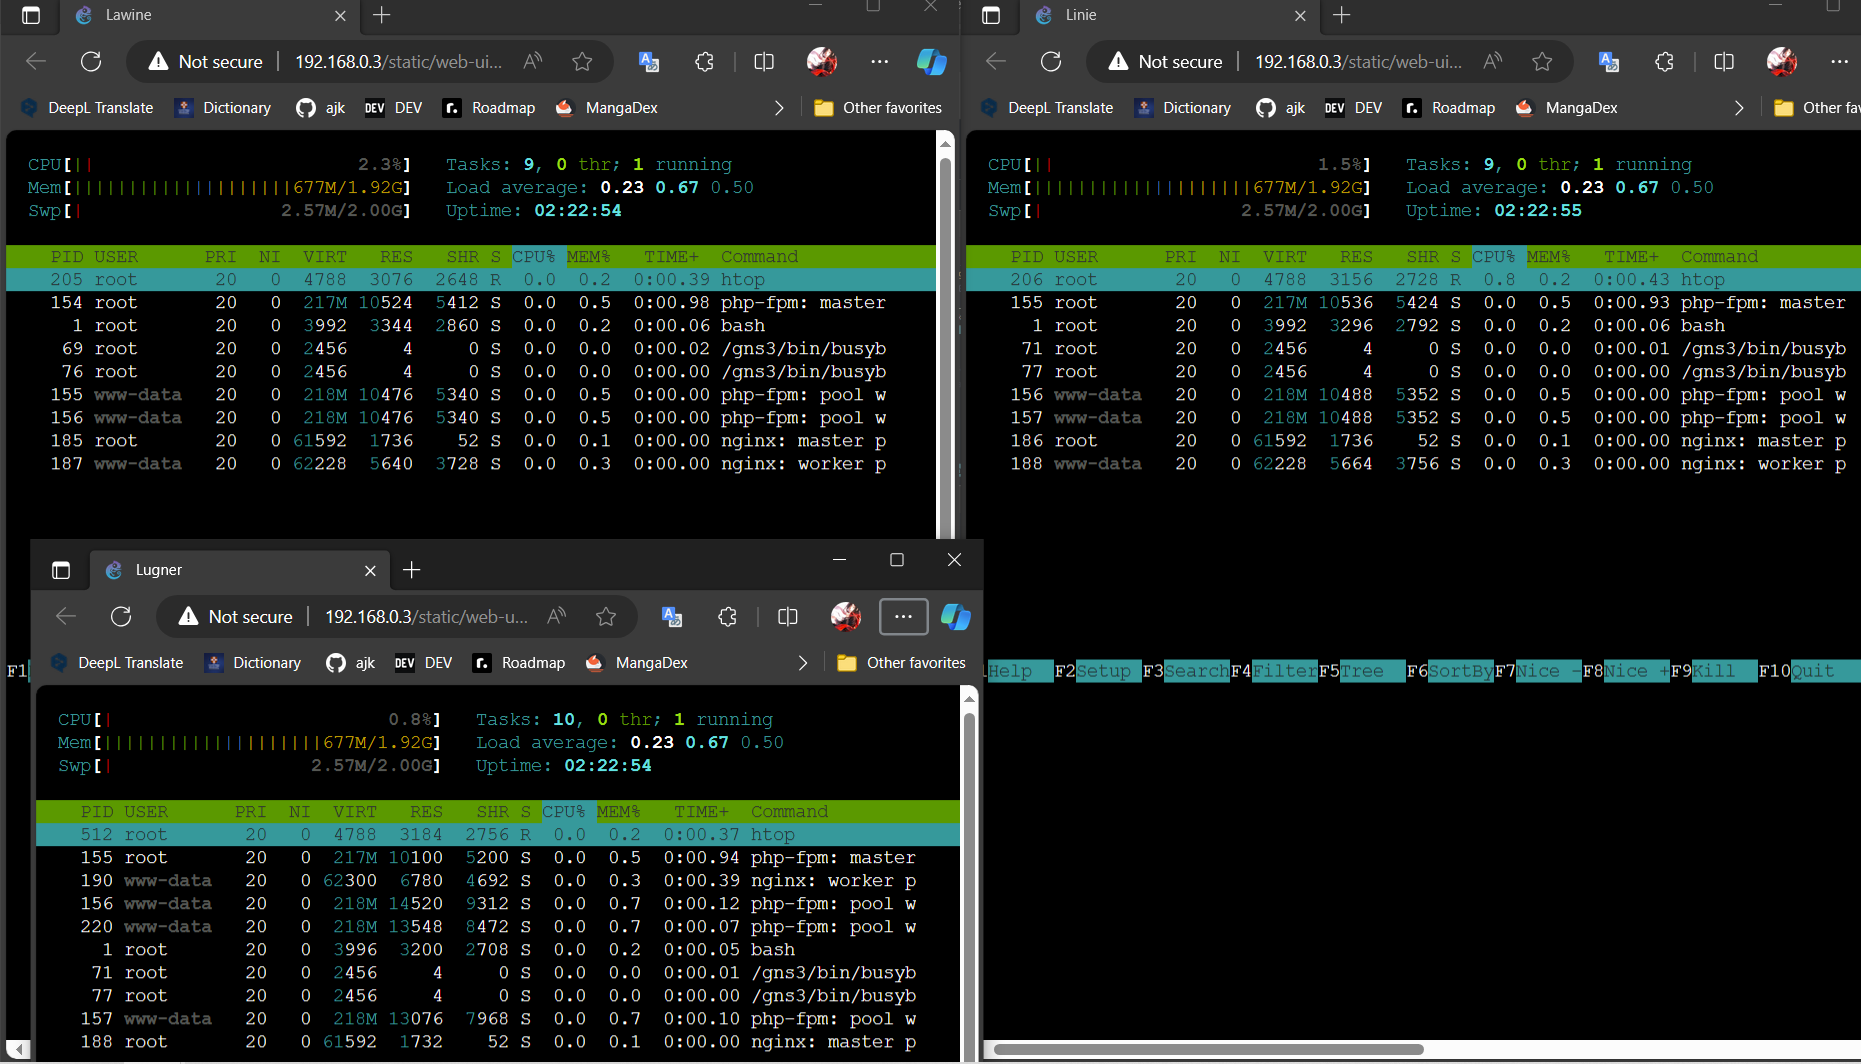 Lawine
Not secure 192.168.0.3/static/web-ui...
DeepL Translate Dictionary ajk DEV DEV Roadmap MangaDex Other favorites
CPU[|| 2.3%] Tasks: 9, 0 thr; 1 running
Mem[||||||||||||||||||||677M/1.92G] Load average: 0.23 0.67 0.50
Swp[| 2.57M/2.00G] Uptime: 02:22:54
PID USER PRI NI VIRT RES SHR S CPU% MEM% TIME+ Command
205 root 20 0 4788 3076 2648 R 0.0 0.2 0:00.39 htop
154 root 20 0 217M 10524 5412 S 0.0 0.5 0:00.98 php-fpm: master
1 root 20 0 3992 3344 2860 S 0.0 0.2 0:00.06 bash
69 root 20 0 2456 4 0 S 0.0 0.0 0:00.02 /gns3/bin/busyb
76 root 20 0 2456 4 0 S 0.0 0.0 0:00.00 /gns3/bin/busyb
155 www-data 20 0 218M 10476 5340 S 0.0 0.5 0:00.00 php-fpm: pool w
156 www-data 20 0 218M 10476 5340 S 0.0 0.5 0:00.00 php-fpm: pool w
185 root 20 0 61592 1736 52 S 0.0 0.1 0:00.00 nginx: master p
187 www-data 20 0 62228 5640 3728 S 0.0 0.3 0:00.00 nginx: worker p
F1
Linie
Not secure 192.168.0.3/static/web-ui...
DeepL Translate Dictionary ajk DEV DEV Roadmap MangaDex Other fav
CPU[|| 1.5%] Tasks: 9, 0 thr; 1 running
Mem[||||||||||||||||||||677M/1.92G] Load average: 0.23 0.67 0.50
Swp[| 2.57M/2.00G] Uptime: 02:22:55
PID USER PRI NI VIRT RES SHR S CPU% MEM% TIME+ Command
206 root 20 0 4788 3156 2728 R 0.8 0.2 0:00.43 htop
155 root 20 0 217M 10536 5424 S 0.0 0.5 0:00.93 php-fpm: master
1 root 20 0 3992 3296 2792 S 0.0 0.2 0:00.06 bash
71 root 20 0 2456 4 0 S 0.0 0.0 0:00.01 /gns3/bin/busyb
77 root 20 0 2456 4 0 S 0.0 0.0 0:00.00 /gns3/bin/busyb
156 www-data 20 0 218M 10488 5352 S 0.0 0.5 0:00.00 php-fpm: pool w
157 www-data 20 0 218M 10488 5352 S 0.0 0.5 0:00.00 php-fpm: pool w
186 root 20 0 61592 1736 52 S 0.0 0.1 0:00.00 nginx: master p
188 www-data 20 0 62228 5664 3756 S 0.0 0.3 0:00.00 nginx: worker p
Help F2Setup F3SearchF4FilterF5Tree F6SortByF7Nice -F8Nice +F9Kill F10Quit
Lugner
Not secure 192.168.0.3/static/web-u...
DeepL Translate Dictionary ajk DEV DEV Roadmap MangaDex Other favorites
CPU[| 0.8%] Tasks: 10, 0 thr; 1 running
Mem[||||||||||||||||||||677M/1.92G] Load average: 0.23 0.67 0.50
Swp[| 2.57M/2.00G] Uptime: 02:22:54
PID USER PRI NI VIRT RES SHR S CPU% MEM% TIME+ Command
512 root 20 0 4788 3184 2756 R 0.0 0.2 0:00.37 htop
155 root 20 0 217M 10100 5200 S 0.0 0.5 0:00.94 php-fpm: master
190 www-data 20 0 62300 6780 4692 S 0.0 0.3 0:00.39 nginx: worker p
156 www-data 20 0 218M 14520 9312 S 0.0 0.7 0:00.12 php-fpm: pool w
220 www-data 20 0 218M 13548 8472 S 0.0 0.7 0:00.07 php-fpm: pool w
1 root 20 0 3996 3200 2708 S 0.0 0.2 0:00.05 bash
71 root 20 0 2456 4 0 S 0.0 0.0 0:00.01 /gns3/bin/busyb
77 root 20 0 2456 4 0 S 0.0 0.0 0:00.00 /gns3/bin/busyb
157 www-data 20 0 218M 13076 7968 S 0.0 0.7 0:00.10 php-fpm: pool w
188 root 20 0 61592 1732 52 S 0.0 0.1 0:00.00 nginx: master p